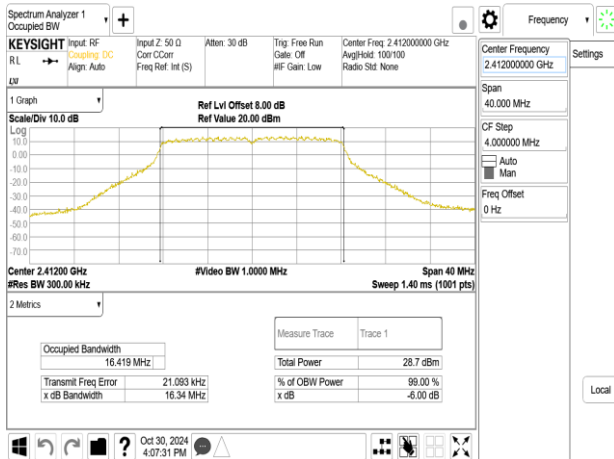 Spectrum Analyzer 1
Occupied BW
+
Frequency
KEYSIGHT
Input: RF
Input Z: 50 Ω
Atten: 30 dB
Trig: Free Run
Center Freq: 2.412000000 GHz
RL
Coupling: DC
Corr CCorr
Gate: Off
Avg|Hold: 100/100
Align: Auto
Freq Ref: Int (S)
#IF Gain: Low
Radio Std: None
LXI
1 Graph
Ref Lvl Offset 8.00 dB
Scale/Div 10.0 dB
Ref Value 20.00 dBm
Log
10.0
0.00
-10.0
-20.0
-30.0
-40.0
-50.0
-60.0
-70.0
Center 2.41200 GHz
#Video BW 1.0000 MHz
Span 40 MHz
#Res BW 300.00 kHz
Sweep 1.40 ms (1001 pts)
2 Metrics
Measure Trace
Trace 1
Occupied Bandwidth
16.419 MHz
Total Power
28.7 dBm
Transmit Freq Error
21.093 kHz
% of OBW Power
99.00 %
x dB Bandwidth
16.34 MHz
x dB
-6.00 dB
Center Frequency
2.412000000 GHz
Settings
Span
40.000 MHz
CF Step
4.000000 MHz
Auto
Man
Freq Offset
0 Hz
Local
?
Oct 30, 2024
4:07:31 PM